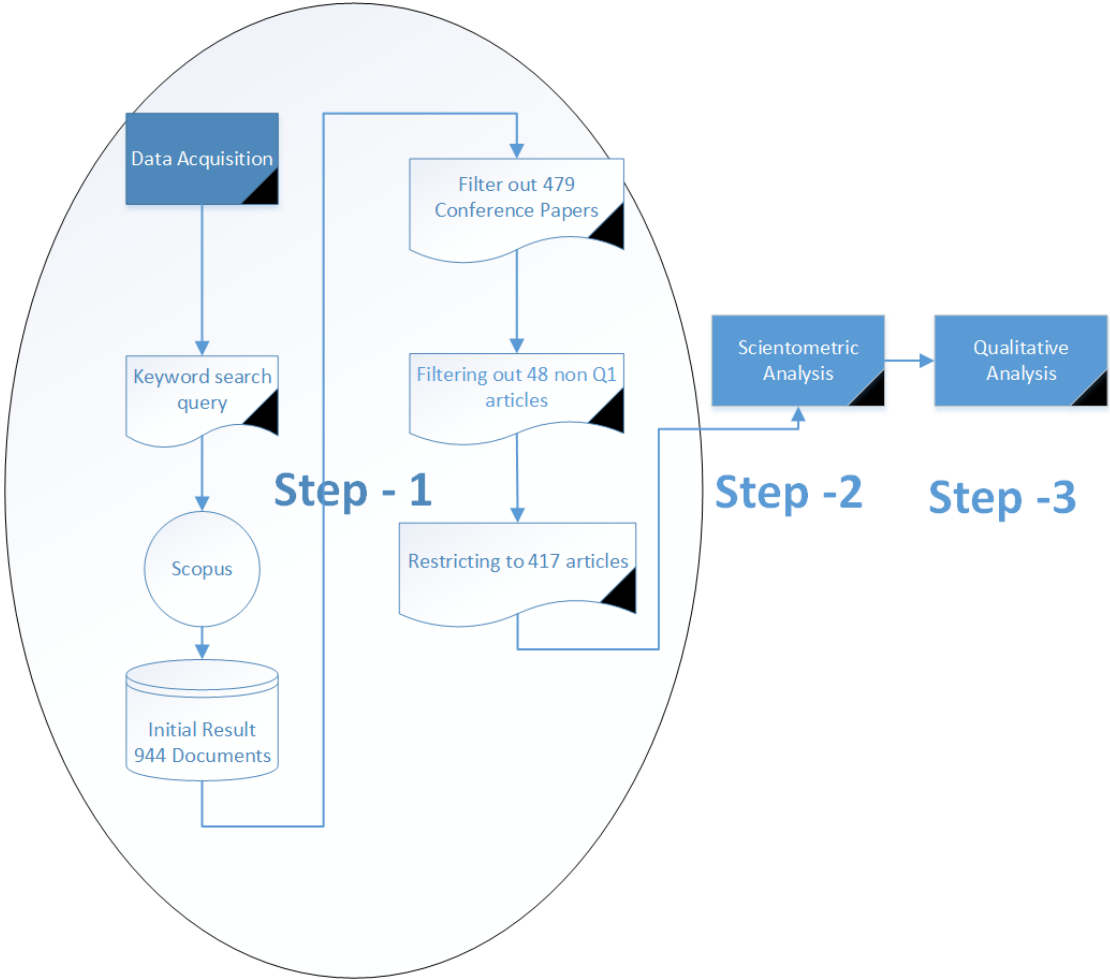 Data Acquisition
Keyword search
query
Scopus
Initial Result
944 Documents
Filter out 479
Conference Papers
Filtering out 48 non Q1
articles
Restricting to 417 articles
Step - 1
Scientometric
Analysis
Step -2
Qualitative
Analysis
Step -3